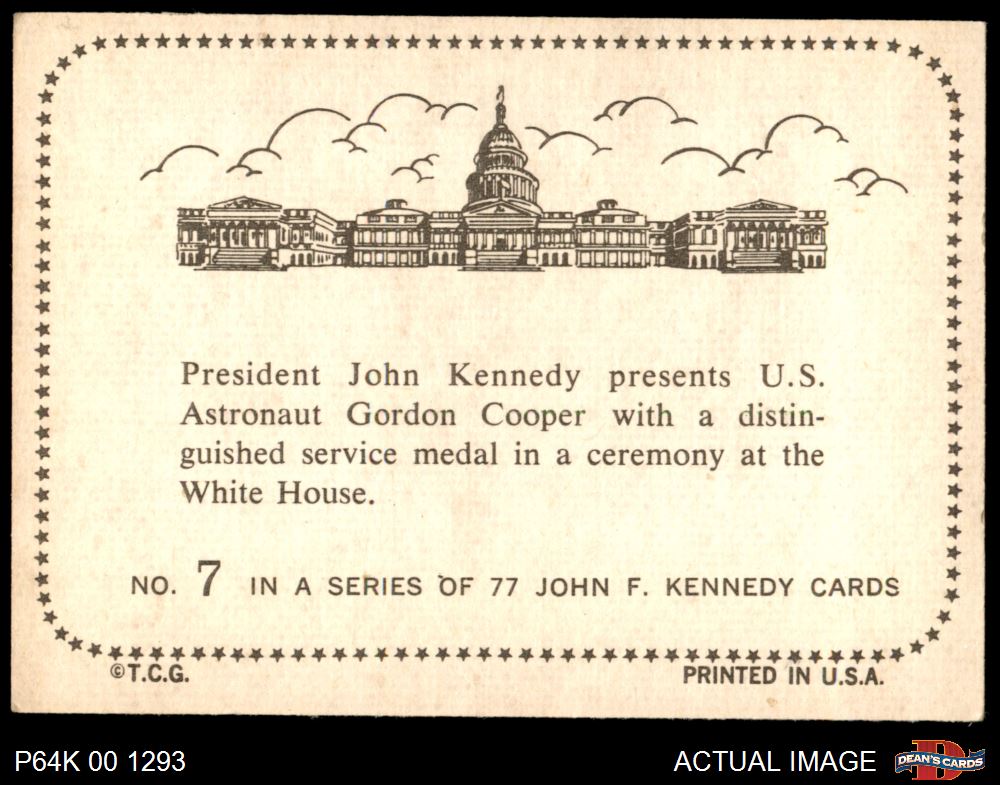 President John Kennedy presents U.S.
Astronaut Gordon Cooper with a distin-
guished service medal in a ceremony at the
White House.
NO. 7 IN A SERIES OF 77 JOHN F. KENNEDY CARDS
©T.C.G. PRINTED IN U.S.A.
P64K 00 1293 ACTUAL IMAGE D DEAN'S CARDS